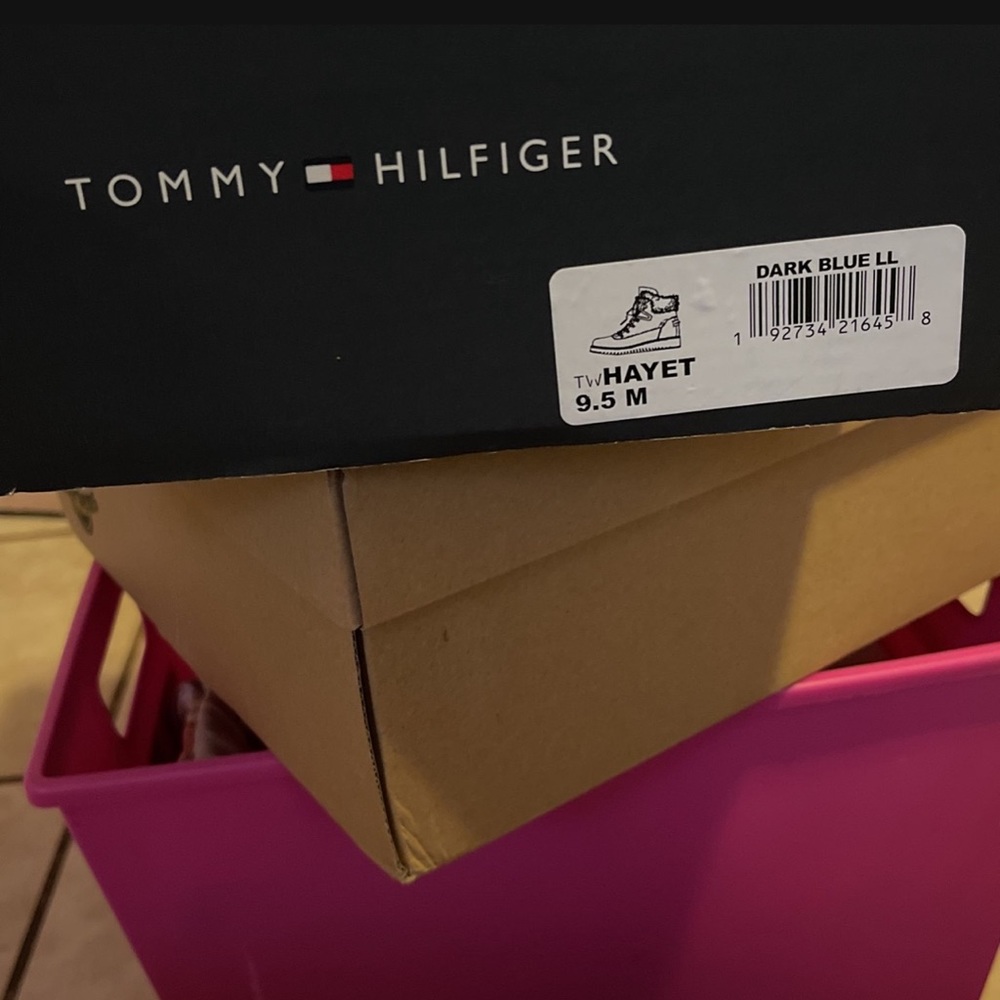 TOMMY HILFIGER
DARK BLUE LL
1 92734 21645 8
TWHAYET
9.5 M